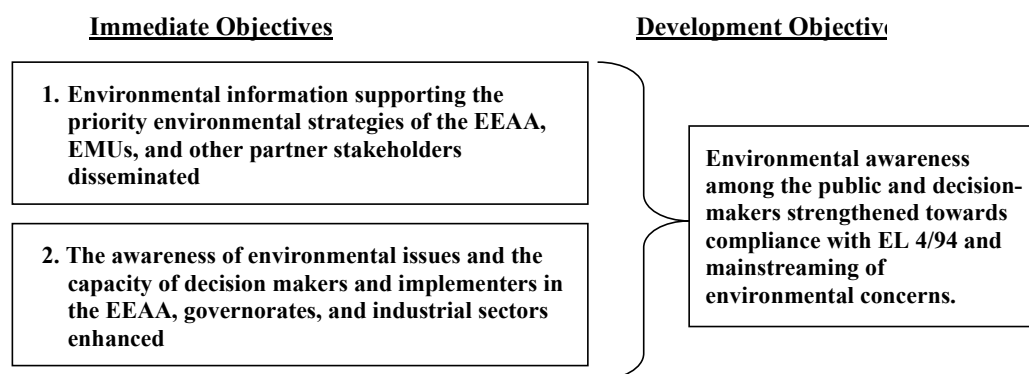 Immediate Objectives
Development Objectiv
1. Environmental information supporting the
priority environmental strategies of the EEAA,
EMUs, and other partner stakeholders
disseminated
2. The awareness of environmental issues and the
capacity of decision makers and implementers in
the EEAA, governorates, and industrial sectors
enhanced
Environmental awareness
among the public and decision-
makers strengthened towards
compliance with EL 4/94 and
mainstreaming of
environmental concerns.